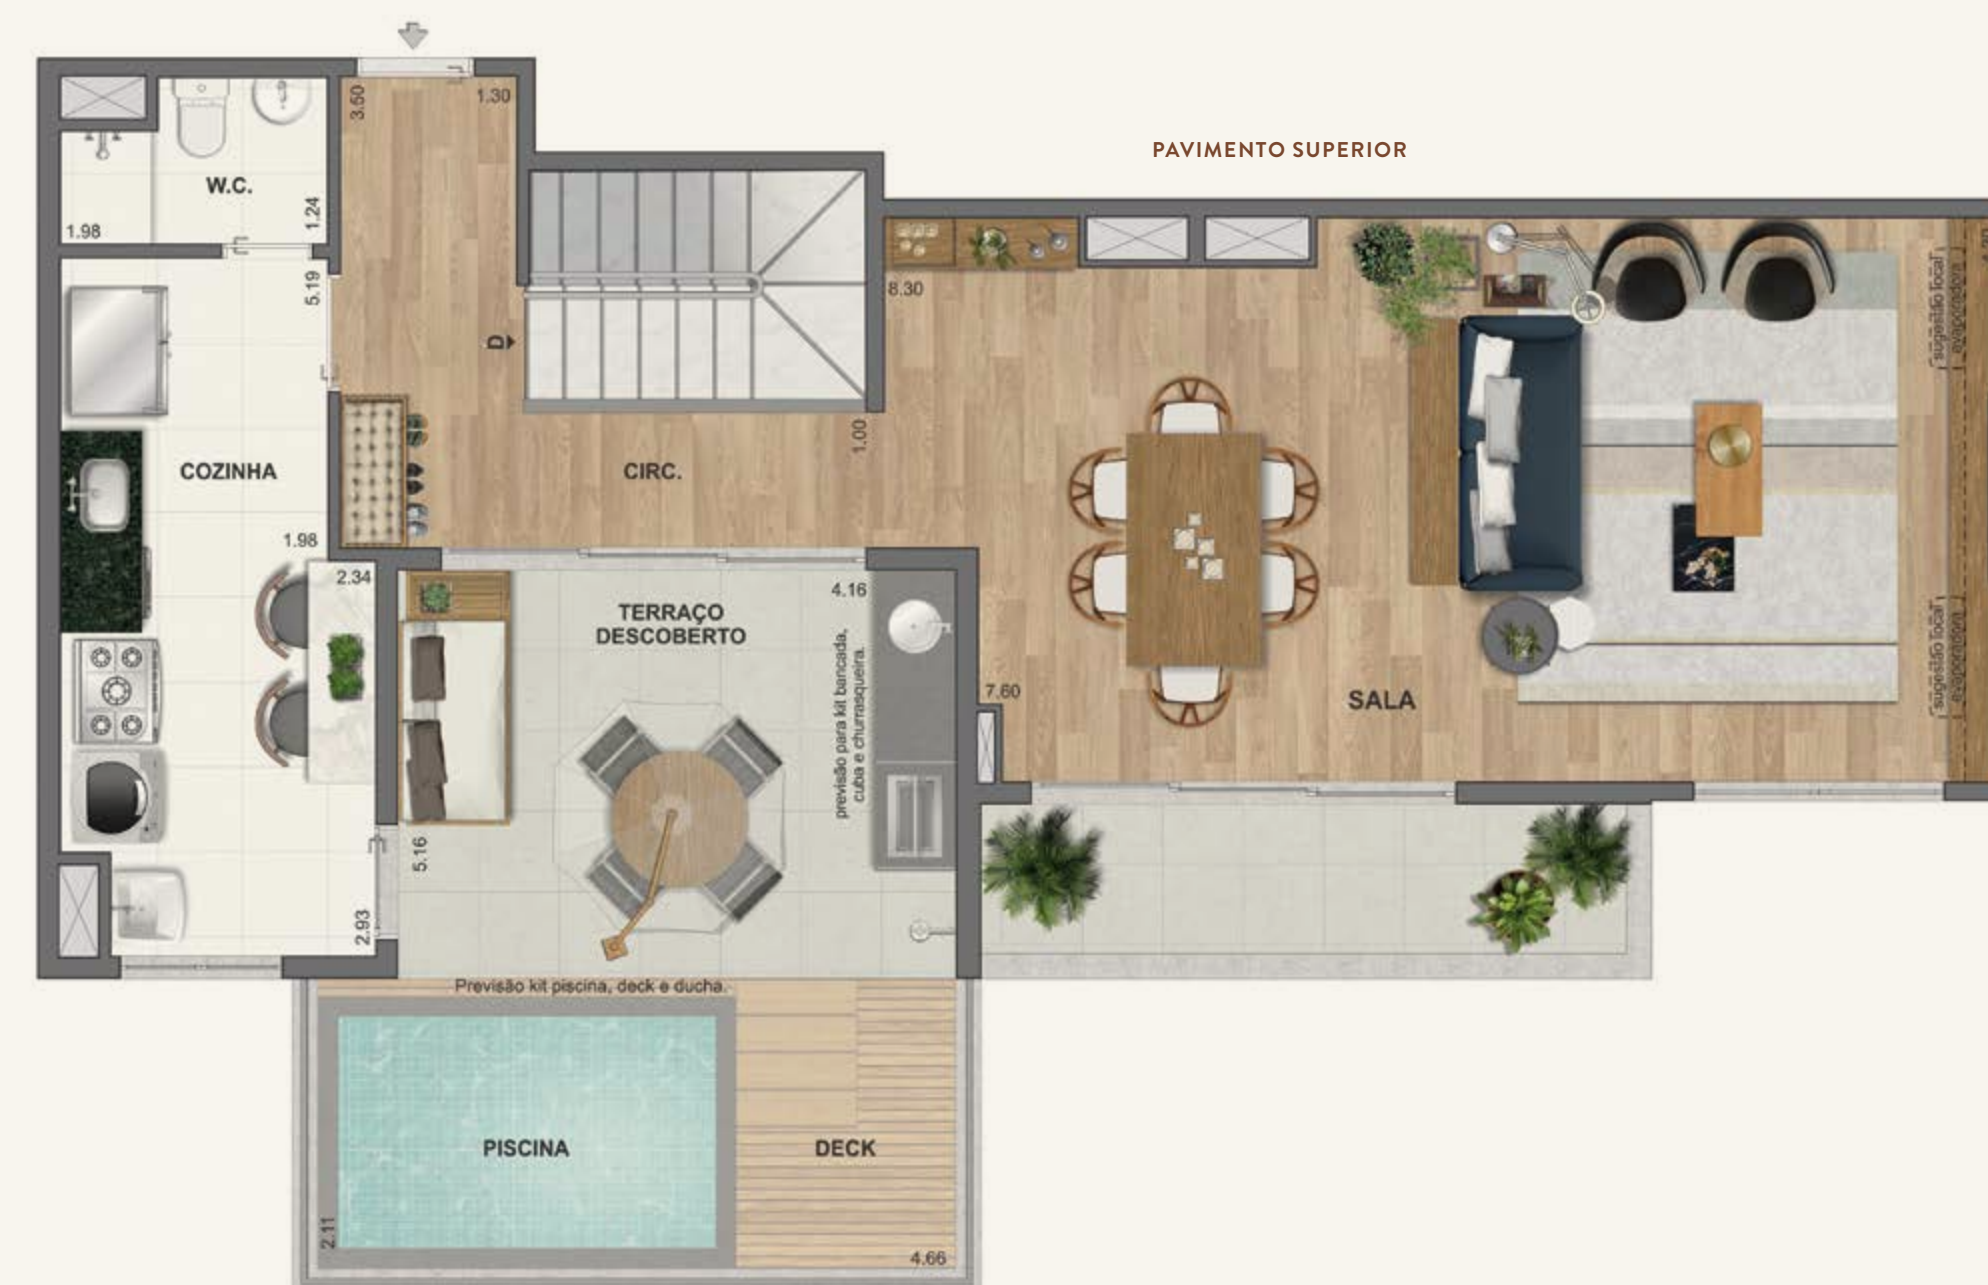 PAVIMENTO SUPERIOR
3.60
1.30
W.C.
1.24
1.98
5.19
8.30
sugestão local
evaporadora
D
1.00
COZINHA
CIRC.
1.98
2.34
TERRAÇO
DESCOBERTO
4.16
previsão para kit bancada,
cuba e churrasqueira.
7.60
SALA
sugestão local
evaporadora
5.16
2.93
Previsão kit piscina, deck e ducha.
PISCINA
DECK
2.11
4.66